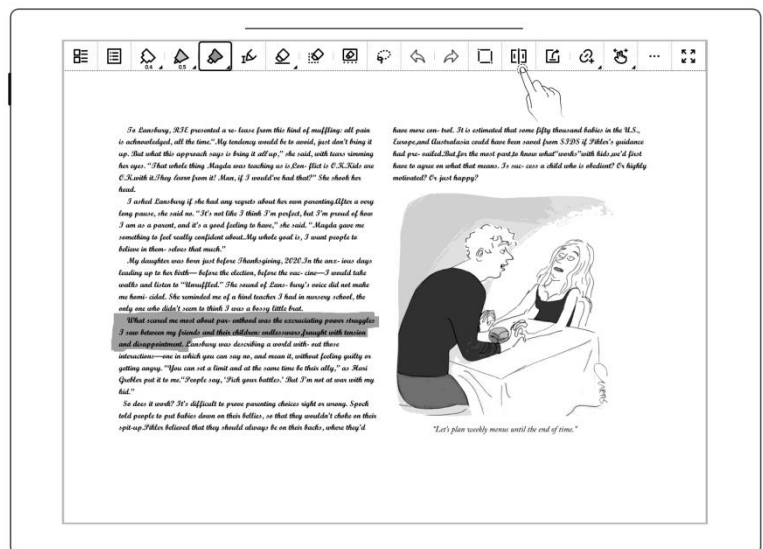 0.4
0.5
To Lansbury, RIE presented a re- lease from this kind of muffling: all pain
is acknowledged, all the time."My tendency would be to avoid, just don't bring it
up. But what this approach says is bring it all up," she said, with tears rimming
her eyes. "That whole thing Magda was teaching us is,Con- flict is O.K.Kids are
O.K.with it.They learn from it! Man, if I would've had that?" She shook her
head.
I asked Lansbury if she had any regrets about her own parenting.After a very
long pause, she said no. "It's not like I think I'm perfect, but I'm proud of how
I am as a parent, and it's a good feeling to have," she said. "Magda gave me
something to feel really confident about.My whole goal is, I want people to
believe in them- selves that much."
My daughter was born just before Thanksgiving, 2020.In the anx- ious days
leading up to her birth—before the election, before the vac- cine—I would take
walks and listen to "Unruffled." The sound of Lans- bury's voice did not make
me homi- cidal. She reminded me of a kind teacher I had in nursery school, the
only one who didn't seem to think I was a bossy little brat.
What scared me most about par- enthood was the excruciating power struggles
I saw between my friends and their children: endlesswars,fraught with tension
and disappointment. Lansbury was describing a world with- out those
interactions—one in which you can say no, and mean it, without feeling guilty or
getting angry. "You can set a limit and at the same time be their ally," as Hari
Grebler put it to me."People say, 'Pick your battles.' But I'm not at war with my
kid."
So does it work? It's difficult to prove parenting choices right or wrong. Spock
told people to put babies down on their bellies, so that they wouldn't choke on their
spit-up.Pikler believed that they should always be on their backs, where they'd
have more con- trol. It is estimated that some fifty thousand babies in the U.S.,
Europe,and Australasia could have been saved from SIDS if Pikler's guidance
had pre- vailed.But,for the most part,to know what"works"with kids,we'd first
have to agree on what that means. Is suc- cess a child who is obedient? Or highly
motivated? Or just happy?
"Let's plan weekly menus until the end of time."